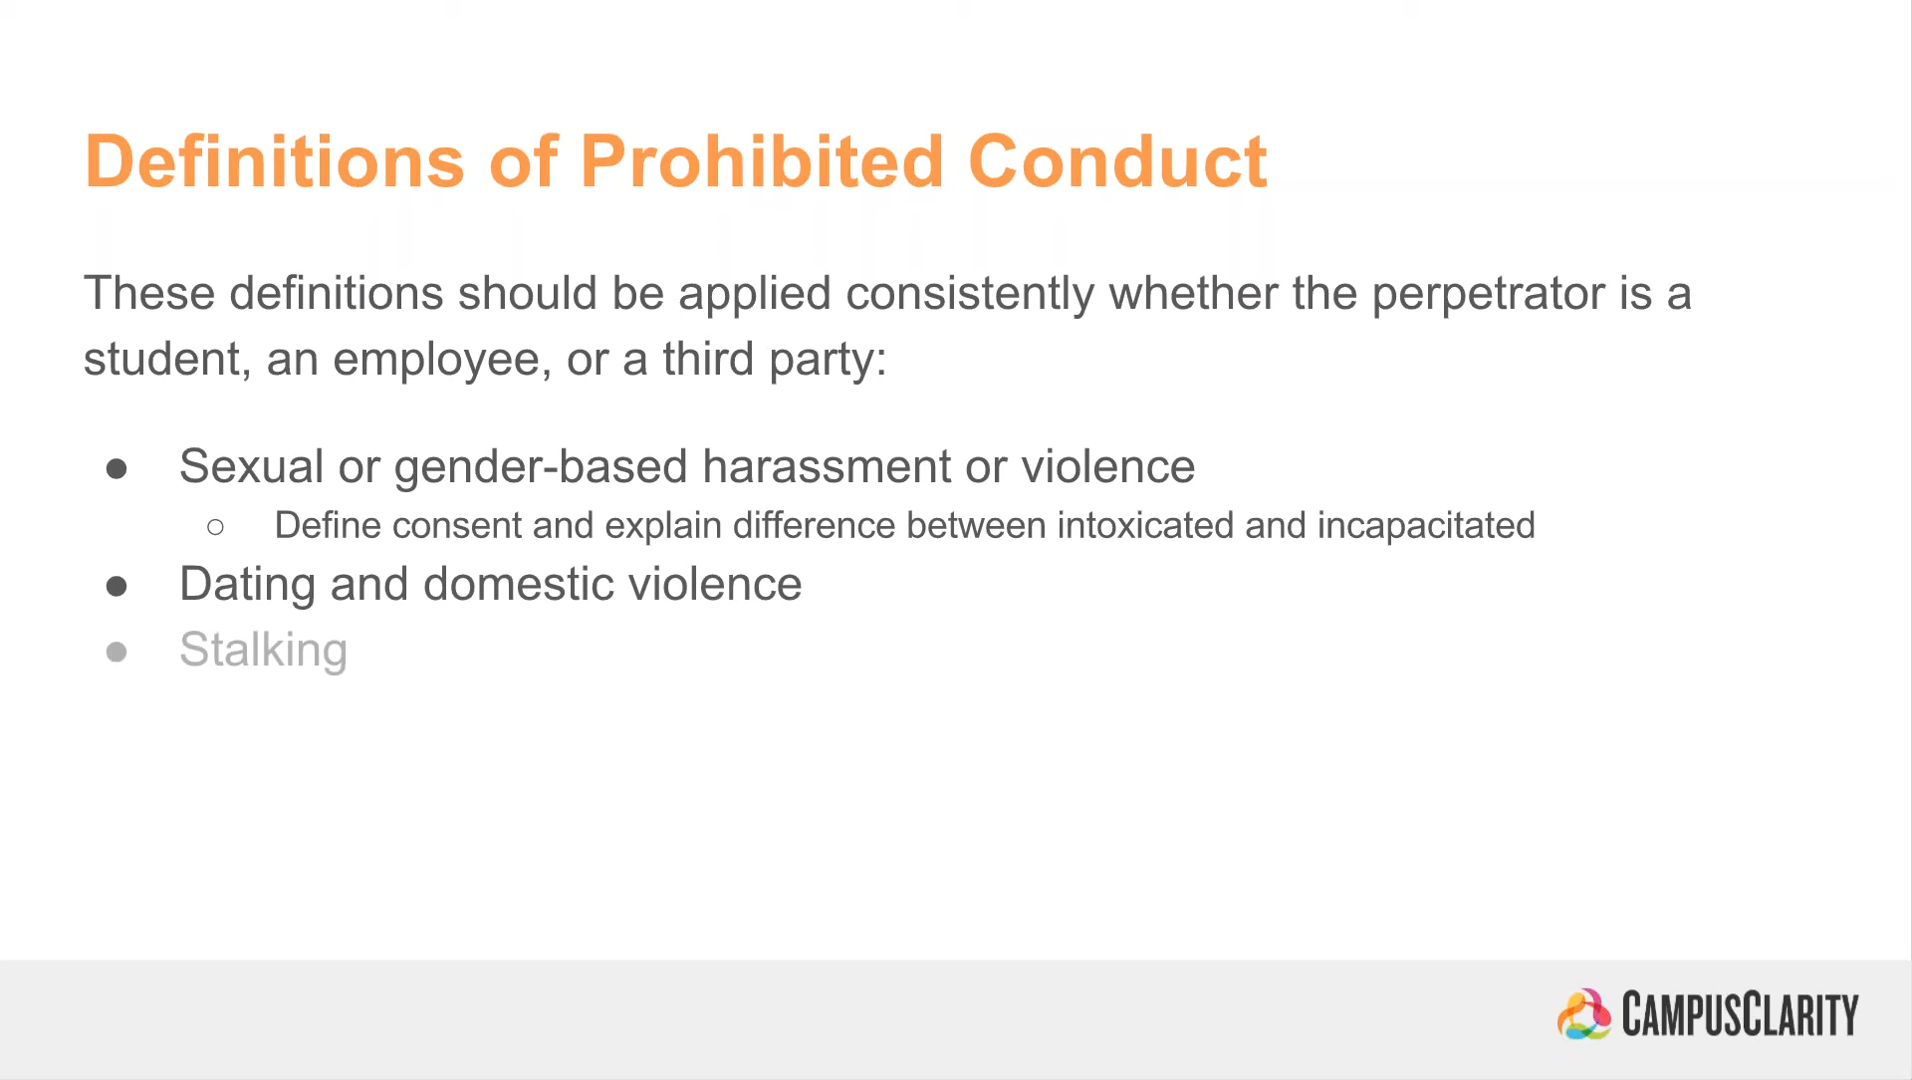 Definitions of Prohibited Conduct
These definitions should be applied consistently whether the perpetrator is a
student, an employee, or a third party:
● Sexual or gender-based harassment or violence
○ Define consent and explain difference between intoxicated and incapacitated
● Dating and domestic violence
● Stalking
CAMPUSCLARITY